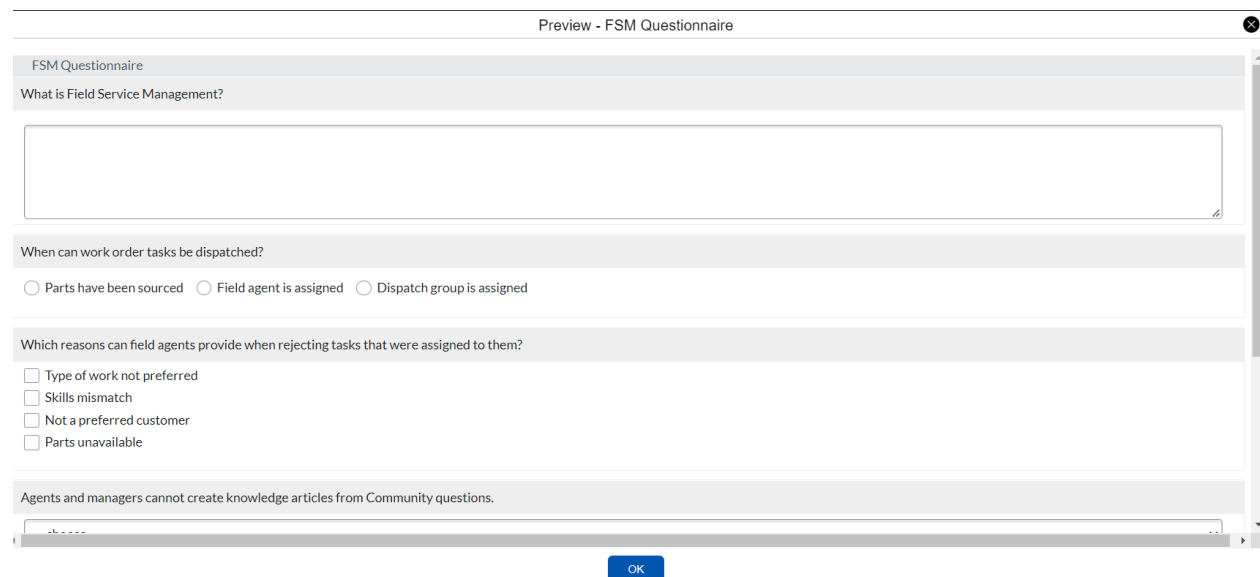 Preview - FSM Questionnaire
FSM Questionnaire
What is Field Service Management?
When can work order tasks be dispatched?
Parts have been sourced Field agent is assigned Dispatch group is assigned
Which reasons can field agents provide when rejecting tasks that were assigned to them?
Type of work not preferred
Skills mismatch
Not a preferred customer
Parts unavailable
Agents and managers cannot create knowledge articles from Community questions.
OK